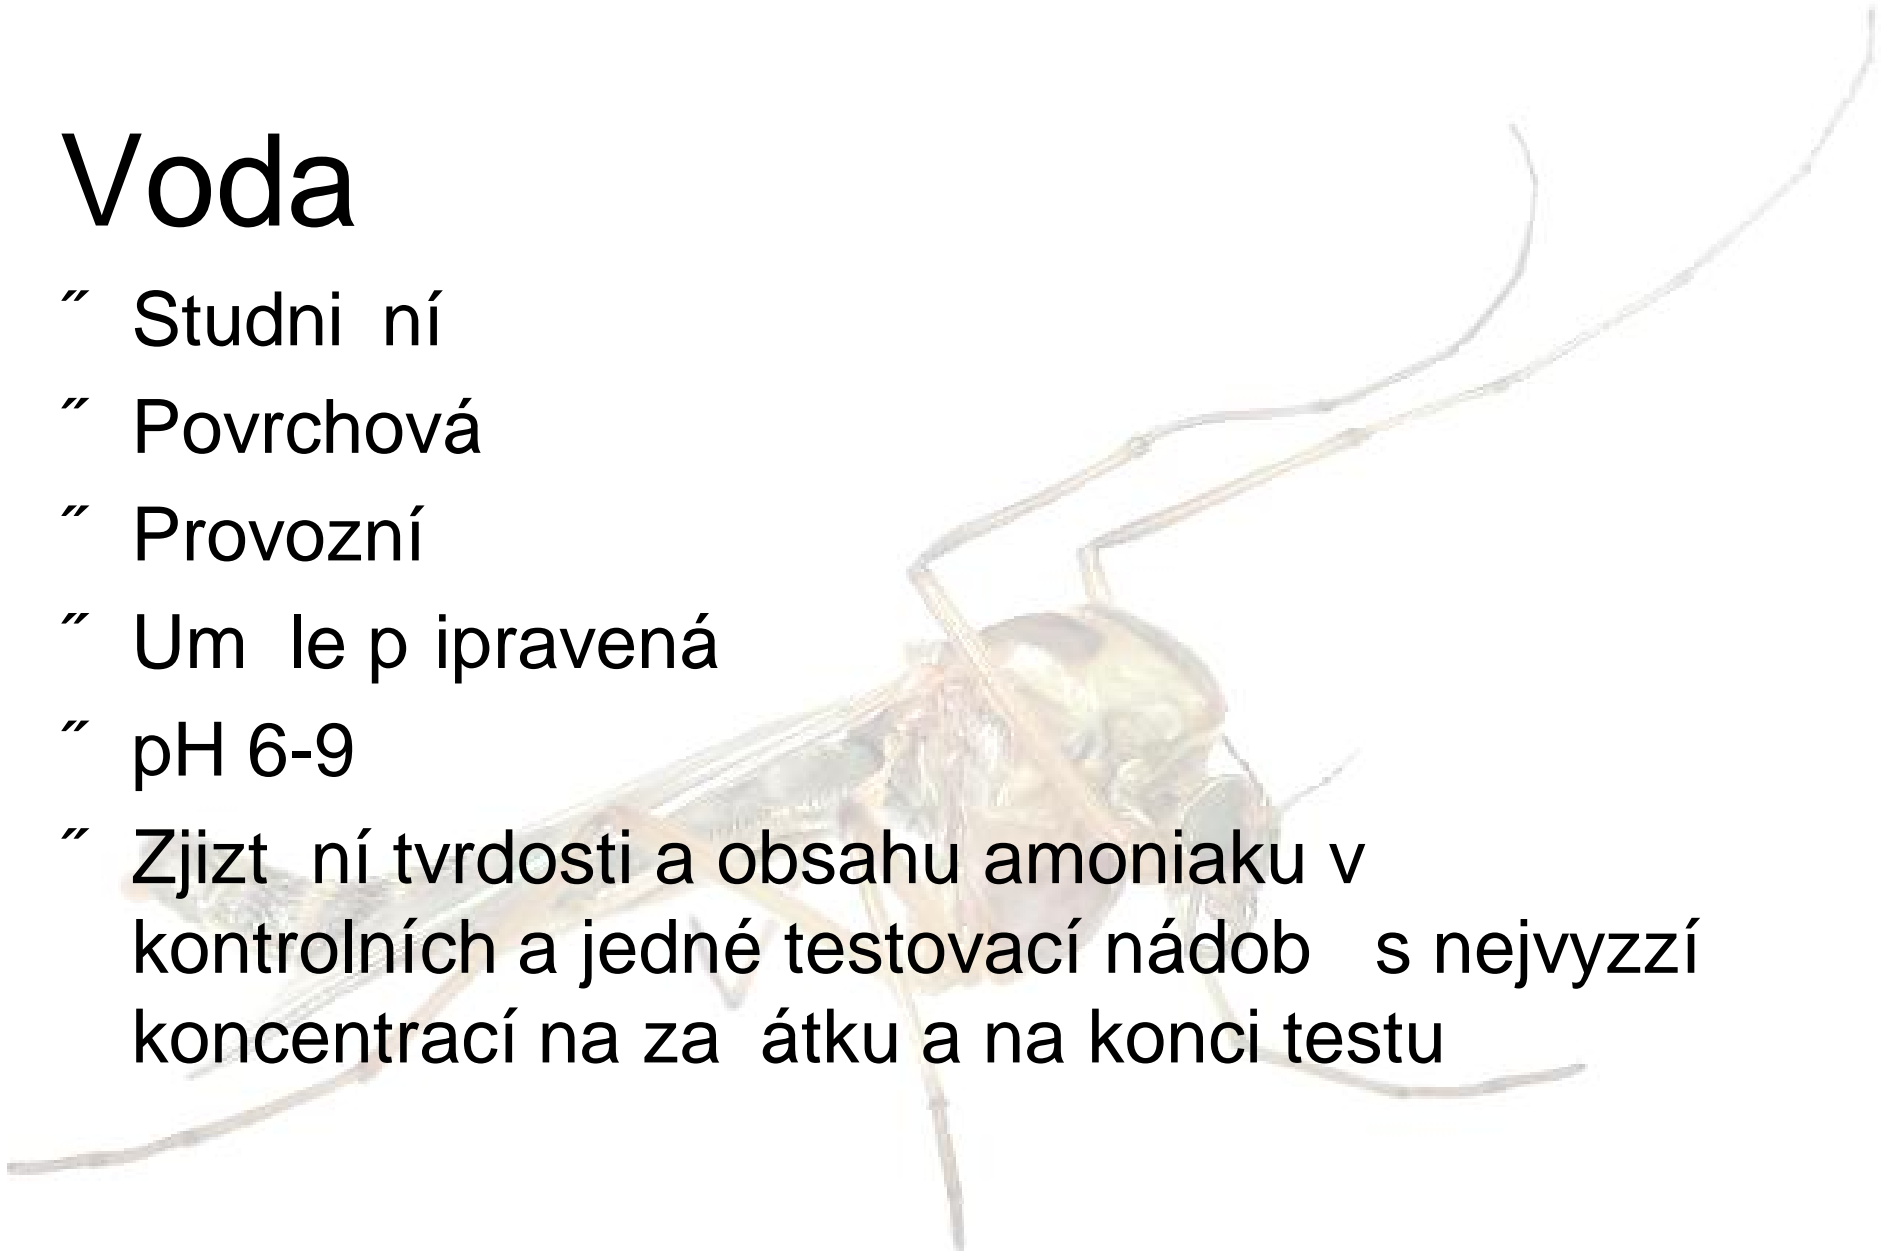 Voda
˝ Studni ní
˝ Povrchová
˝ Provozní
˝ Um le p ipravená
˝ pH 6-9
˝ Zjizt ní tvrdosti a obsahu amoniaku v
kontrolních a jedné testovací nádob s nejvyzzí
koncentrací na za átku a na konci testu